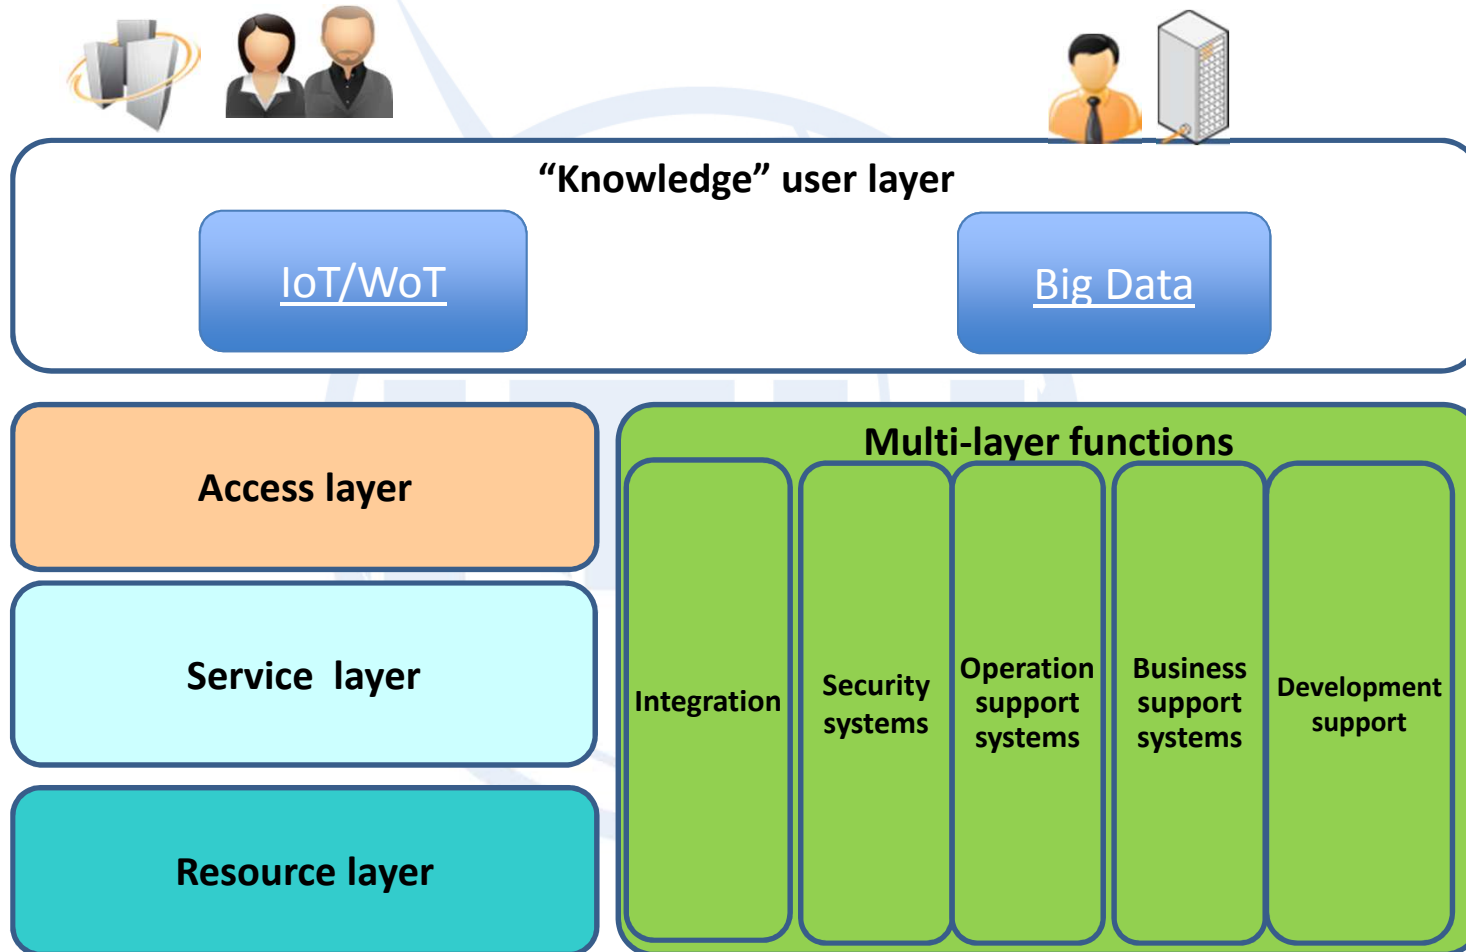 “Knowledge” user layer
IoT/WoT
Big Data
Access layer
Service layer
Resource layer
Multi-layer functions
Integration
Security
systems
Operation
support
systems
Business
support
systems
Development
support